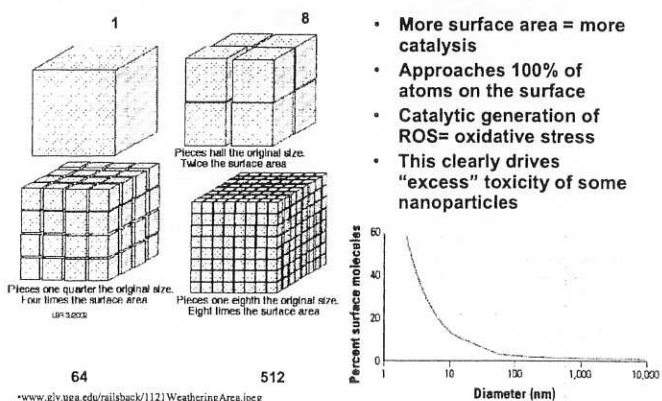 1
8
Pieces half the original size.
Twice the surface area
Pieces one quarter the original size.
Four times the surface area
Pieces one eighth the original size.
Eight times the surface area
64
512
•www.gly.uga.edu/railsback/1121WeatheringArea.jpeg
• More surface area = more
catalysis
• Approaches 100% of
atoms on the surface
• Catalytic generation of
ROS= oxidative stress
• This clearly drives
“excess” toxicity of some
nanoparticles
Percent surface molecules
60
40
20
0
1
10
100
1,000
10,000
Diameter (nm)